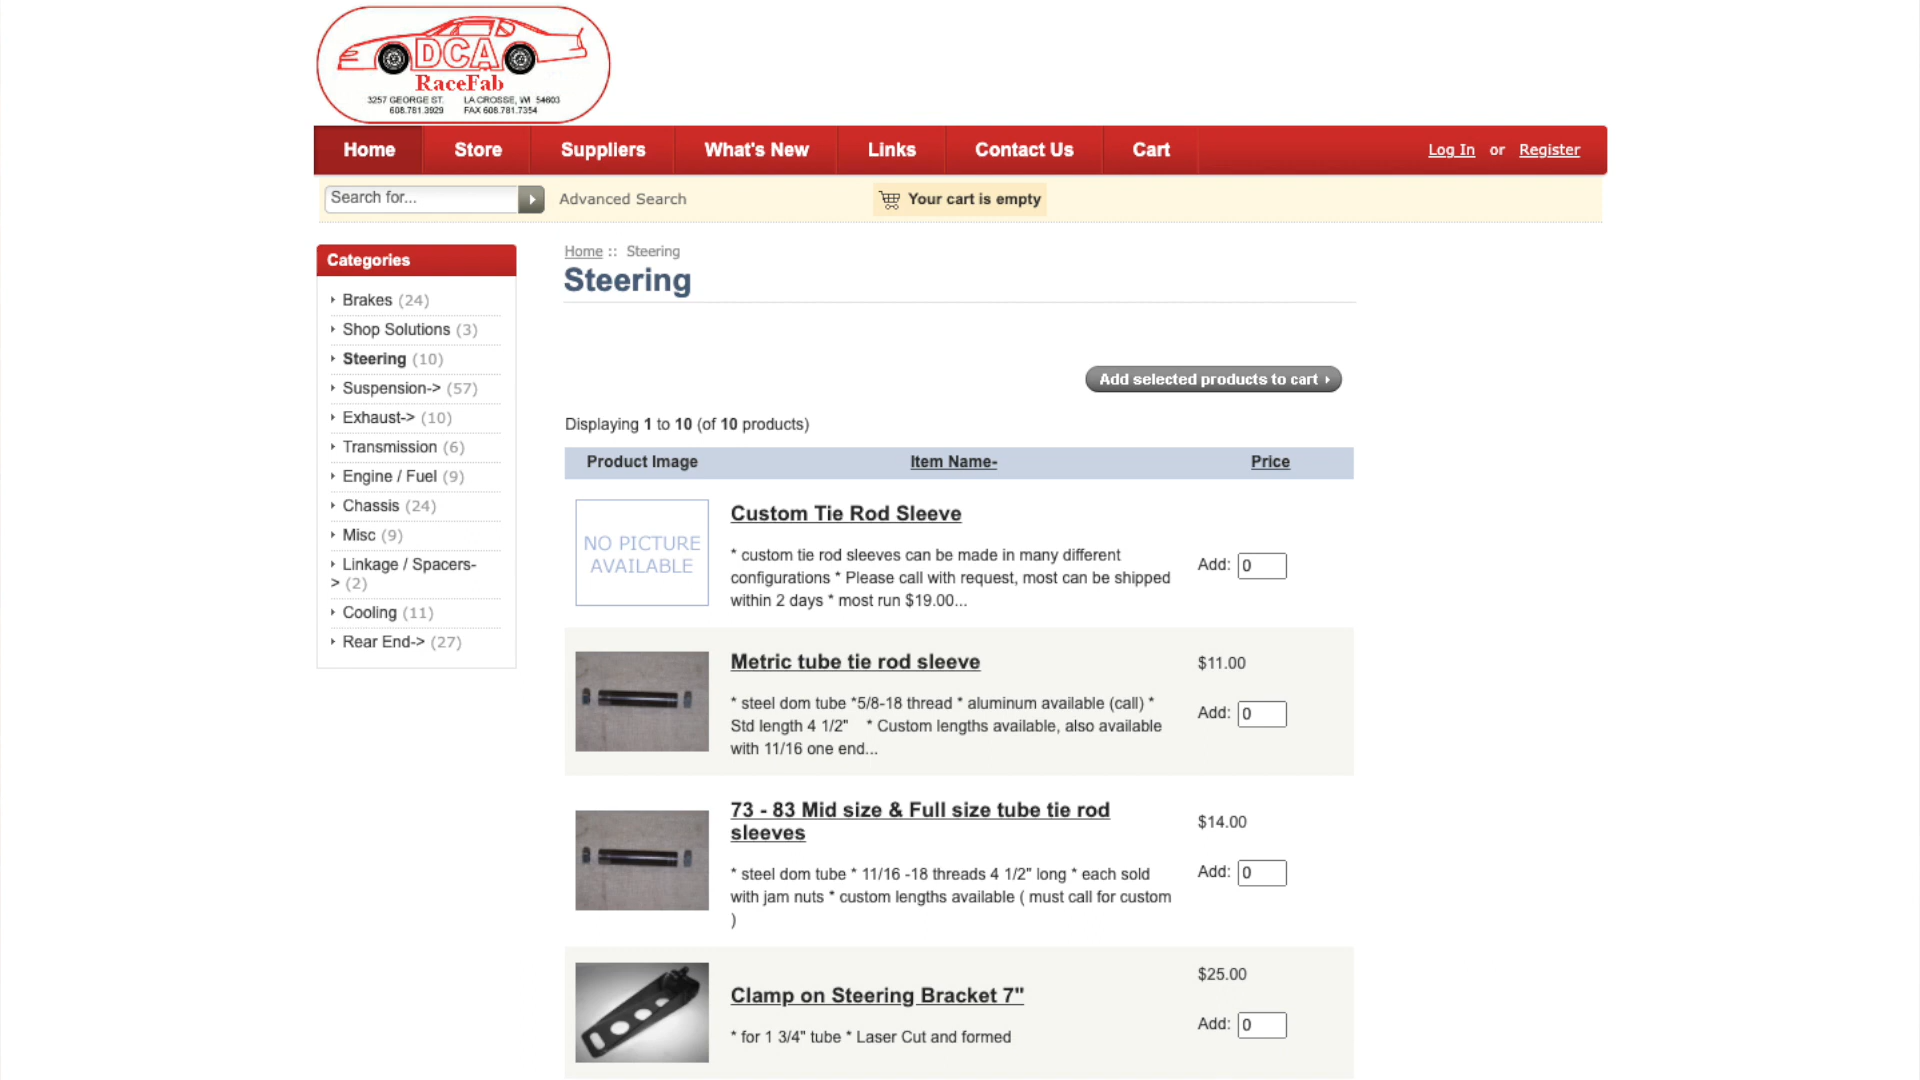 DCA
RaceFab
3257 GEORGE ST. LA CROSSE, WI 54603
608.781.3929 FAX 608.781.7354
Home Store Suppliers What's New Links Contact Us Cart Log In or Register
Search for... Advanced Search Your cart is empty
Categories
Brakes (24)
Shop Solutions (3)
Steering (10)
Suspension-> (57)
Exhaust-> (10)
Transmission (6)
Engine / Fuel (9)
Chassis (24)
Misc (9)
Linkage / Spacers-
> (2)
Cooling (11)
Rear End-> (27)
Home :: Steering
Steering
Add selected products to cart
Displaying 1 to 10 (of 10 products)
Product Image Item Name- Price
NO PICTURE
AVAILABLE
Custom Tie Rod Sleeve
* custom tie rod sleeves can be made in many different
configurations * Please call with request, most can be shipped
within 2 days * most run $19.00...
Add: 0
Metric tube tie rod sleeve
* steel dom tube *5/8-18 thread * aluminum available (call) *
Std length 4 1/2" * Custom lengths available, also available
with 11/16 one end...
$11.00
Add: 0
73 - 83 Mid size & Full size tube tie rod
sleeves
* steel dom tube * 11/16 -18 threads 4 1/2" long * each sold
with jam nuts * custom lengths available ( must call for custom
)
$14.00
Add: 0
Clamp on Steering Bracket 7"
* for 1 3/4" tube * Laser Cut and formed
$25.00
Add: 0